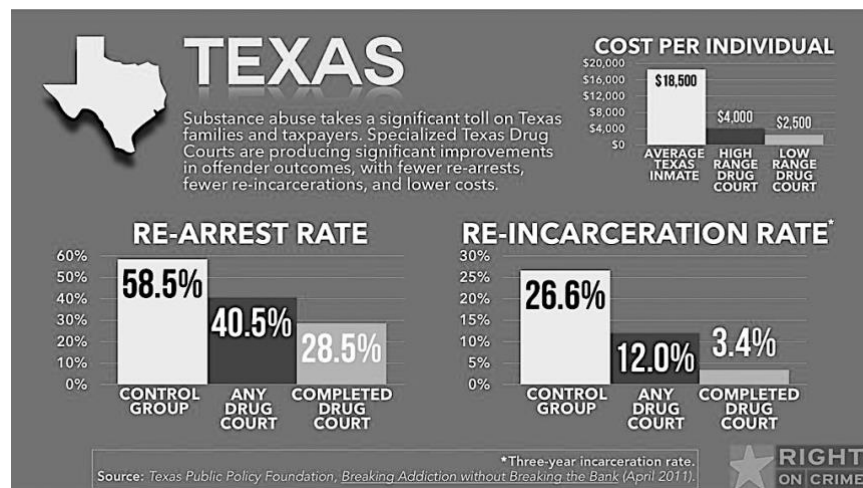 TEXAS
Substance abuse takes a significant toll on Texas
families and taxpayers. Specialized Texas Drug
Courts are producing significant improvements
in offender outcomes, with fewer re-arrests,
fewer re-incarcerations, and lower costs.
COST PER INDIVIDUAL
$20,000
$16,000
$12,000
$8,000
$4,000
$0
$18,500
$4,000
$2,500
AVERAGE
TEXAS
INMATE
HIGH
RANGE
DRUG
COURT
LOW
RANGE
DRUG
COURT
RE-ARREST RATE
60%
50%
40%
30%
20%
10%
0%
58.5%
40.5%
28.5%
CONTROL
GROUP
ANY
DRUG
COURT
COMPLETED
DRUG
COURT
RE-INCARCERATION RATE*
30%
25%
20%
15%
10%
5%
0%
26.6%
12.0%
3.4%
CONTROL
GROUP
ANY
DRUG
COURT
COMPLETED
DRUG
COURT
*Three-year incarceration rate.
Source: Texas Public Policy Foundation, Breaking Addiction without Breaking the Bank (April 2011).
RIGHT
ON CRIME